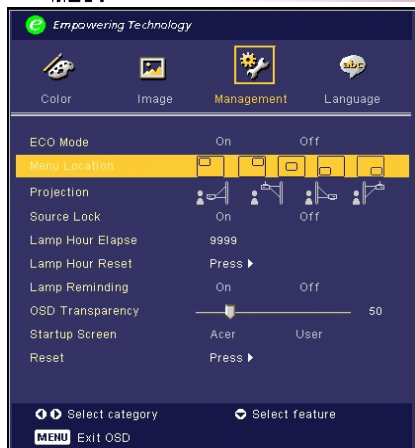 Empowering Technology
Color Image Management Language
ECO Mode On Off
Menu Location
Projection
Source Lock On Off
Lamp Hour Elapse 9999
Lamp Hour Reset Press
Lamp Reminding On Off
OSD Transparency 50
Startup Screen Acer User
Reset Press
Select category Select feature
MENU Exit OSD